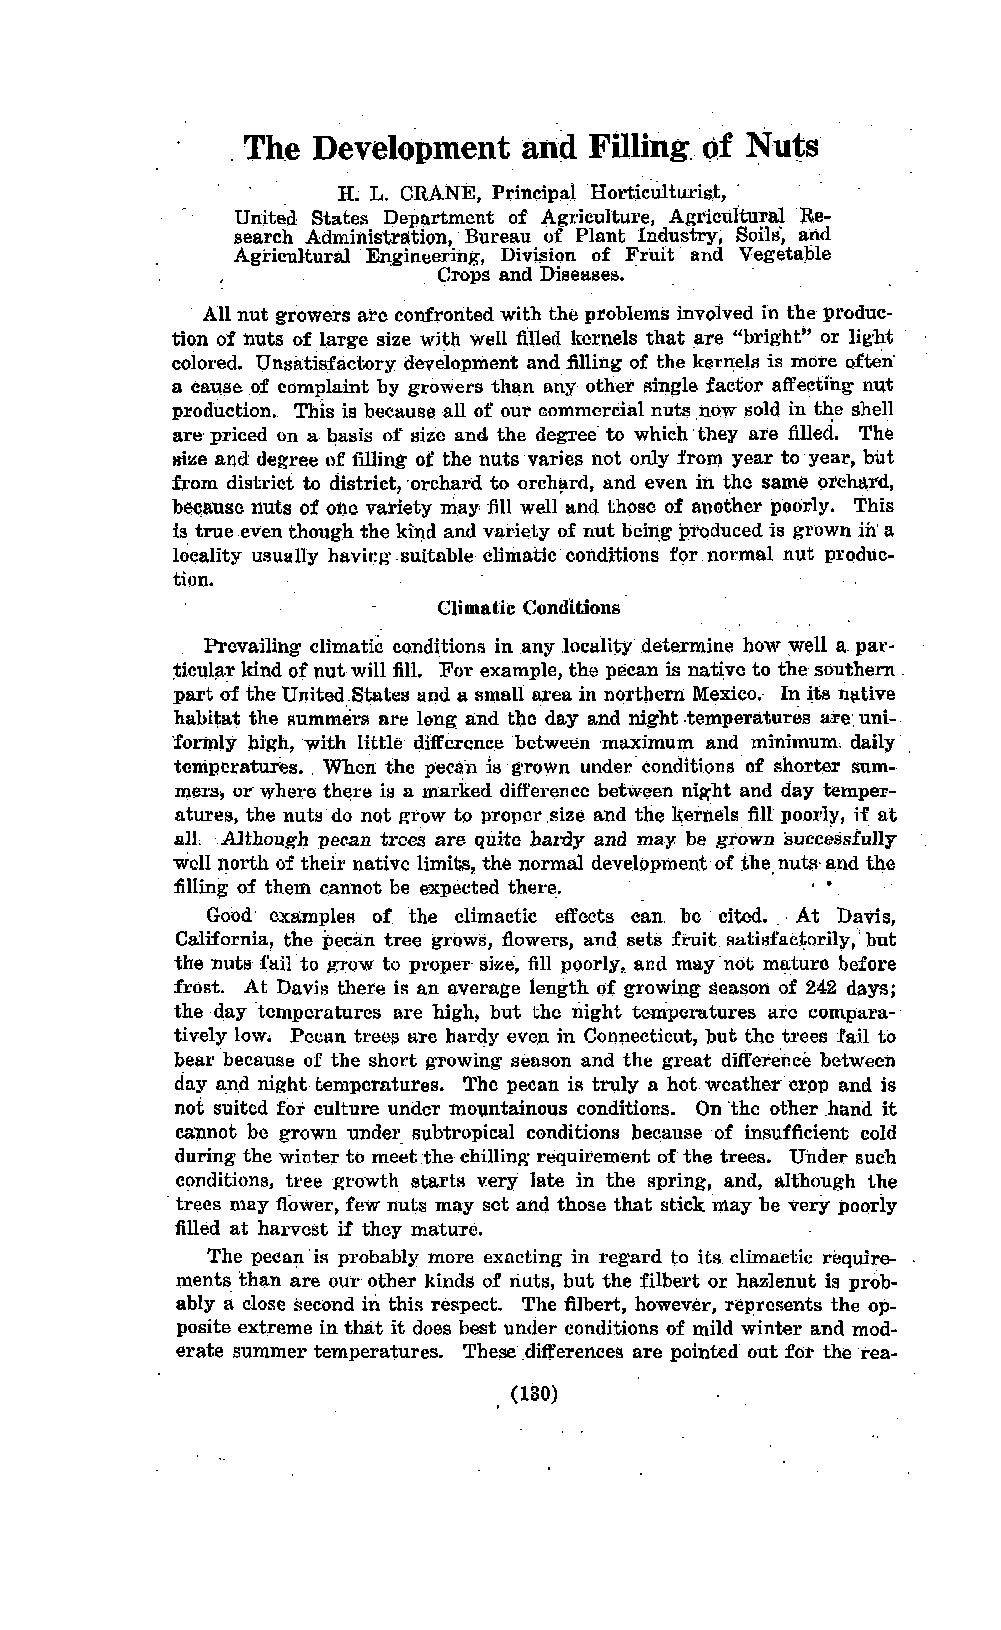 The Development and Filling of Nuts
H. L. CRANE, Principal Horticulturist,
United States Department of Agriculture, Agricultural Re-
search Administration, Bureau of Plant Industry, Soils, and
Agricultural Engineering, Division of Fruit and Vegetable
Crops and Diseases.
All nut growers are confronted with the problems involved in the produc-
tion of nuts of large size with well filled kernels that are "bright" or light
colored. Unsatisfactory development and filling of the kernels is more often
a cause of complaint by growers than any other single factor affecting nut
production. This is because all of our commercial nuts now sold in the shell
are priced on a basis of size and the degree to which they are filled. The
size and degree of filling of the nuts varies not only from year to year, but
from district to district, orchard to orchard, and even in the same orchard,
because nuts of one variety may fill well and those of another poorly. This
is true even though the kind and variety of nut being produced is grown in a
locality usually having suitable climatic conditions for normal nut produc-
tion.
Climatic Conditions
Prevailing climatic conditions in any locality determine how well a par-
ticular kind of nut will fill. For example, the pecan is native to the southern
part of the United States and a small area in northern Mexico. In its native
habitat the summers are long and the day and night temperatures are uni-
formly high, with little difference between maximum and minimum daily
temperatures. When the pecan is grown under conditions of shorter sum-
mers, or where there is a marked difference between night and day temper-
atures, the nuts do not grow to proper size and the kernels fill poorly, if at
all. Although pecan trees are quite hardy and may be grown successfully
well north of their native limits, the normal development of the nuts and the
filling of them cannot be expected there.
Good examples of the climactic effects can be cited. At Davis,
California, the pecan tree grows, flowers, and sets fruit satisfactorily, but
the nuts fail to grow to proper size, fill poorly, and may not mature before
frost. At Davis there is an average length of growing season of 242 days;
the day temperatures are high, but the night temperatures are compara-
tively low. Pecan trees are hardy even in Connecticut, but the trees fail to
bear because of the short growing season and the great difference between
day and night temperatures. The pecan is truly a hot weather crop and is
not suited for culture under mountainous conditions. On the other hand it
cannot be grown under subtropical conditions because of insufficient cold
during the winter to meet the chilling requirement of the trees. Under such
conditions, tree growth starts very late in the spring, and, although the
trees may flower, few nuts may set and those that stick may be very poorly
filled at harvest if they mature.
The pecan is probably more exacting in regard to its climactic require-
ments than are our other kinds of nuts, but the filbert or hazlenut is prob-
ably a close second in this respect. The filbert, however, represents the op-
posite extreme in that it does best under conditions of mild winter and mod-
erate summer temperatures. These differences are pointed out for the rea-
(130)